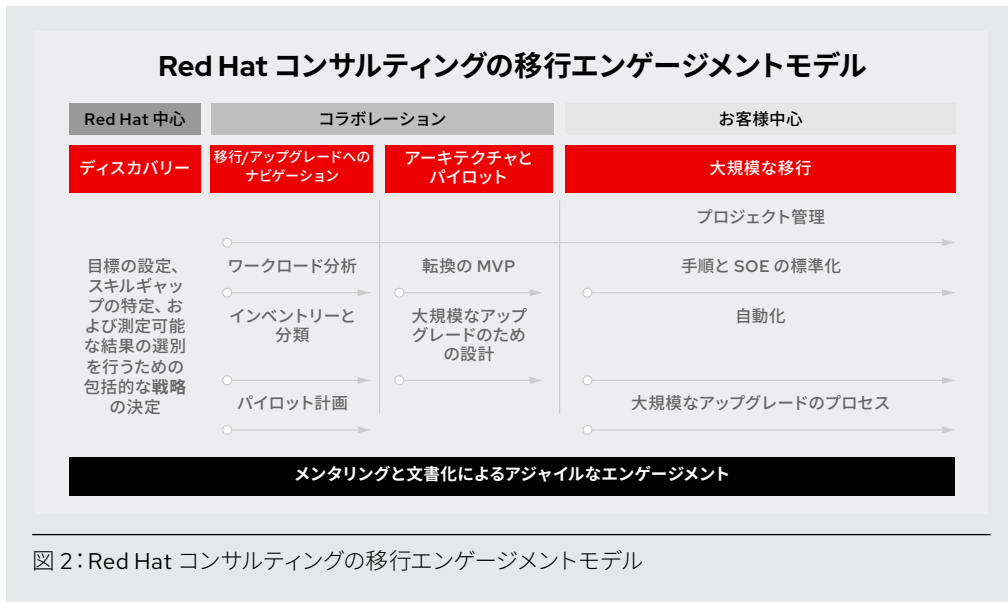 Red Hat コンサルティングの移行エンゲージメントモデル
Red Hat 中心
コラボレーション
お客様中心
ディスカバリー
移行/アップグレードへの
ナビゲーション
アーキテクチャと
パイロット
大規模な移行
プロジェクト管理
目標の設定、
スキルギャッ
プの特定、お
よび測定可能
な結果の選別
を行うための
包括的な戦略
の決定
ワークロード分析
転換の MVP
手順と SOE の標準化
インベントリーと
分類
大規模なアップ
グレードのため
の設計
自動化
パイロット計画
大規模なアップグレードのプロセス
メンタリングと文書化によるアジャイルなエンゲージメント
図 2：Red Hat コンサルティングの移行エンゲージメントモデル